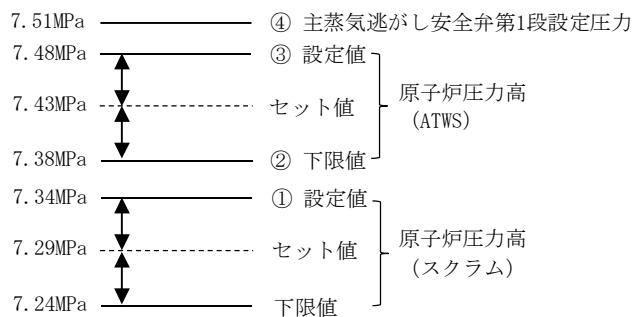 7.51MPa ④ 主蒸気逃がし安全弁第1段設定圧力
7.48MPa ③ 設定値
7.43MPa セット値
原子炉圧力高
(ATWS)
7.38MPa ② 下限値
7.34MPa ① 設定値
7.29MPa セット値
原子炉圧力高
(スクラム)
7.24MPa 下限値